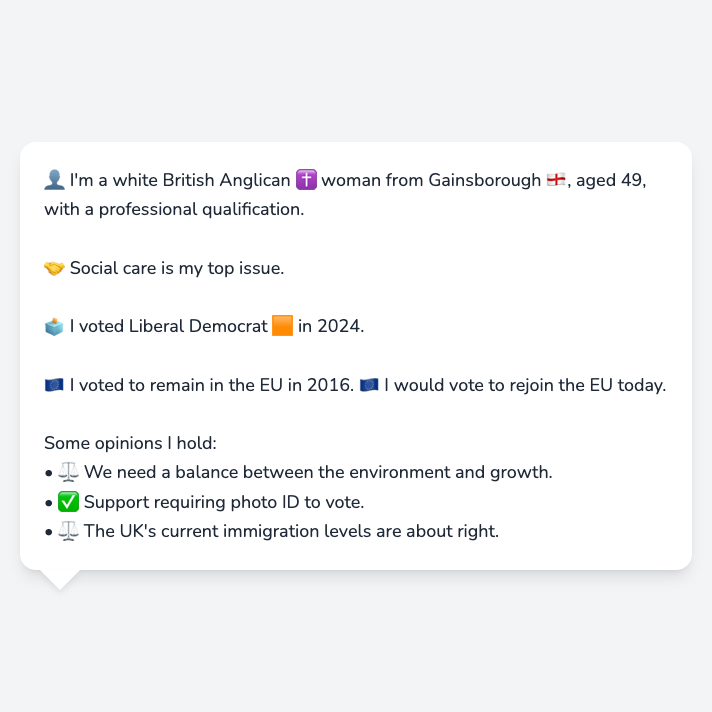 👤 I'm a white British Anglican ✝️ woman from Gainsborough 🏴󠁧󠁢󠁥󠁮󠁧󠁿, aged 49,
with a professional qualification.
🤝 Social care is my top issue.
🗳️ I voted Liberal Democrat 🟧 in 2024.
🇪🇺 I voted to remain in the EU in 2016. 🇪🇺 I would vote to rejoin the EU today.
Some opinions I hold:
• ⚖️ We need a balance between the environment and growth.
• ✅ Support requiring photo ID to vote.
• ⚖️ The UK's current immigration levels are about right.